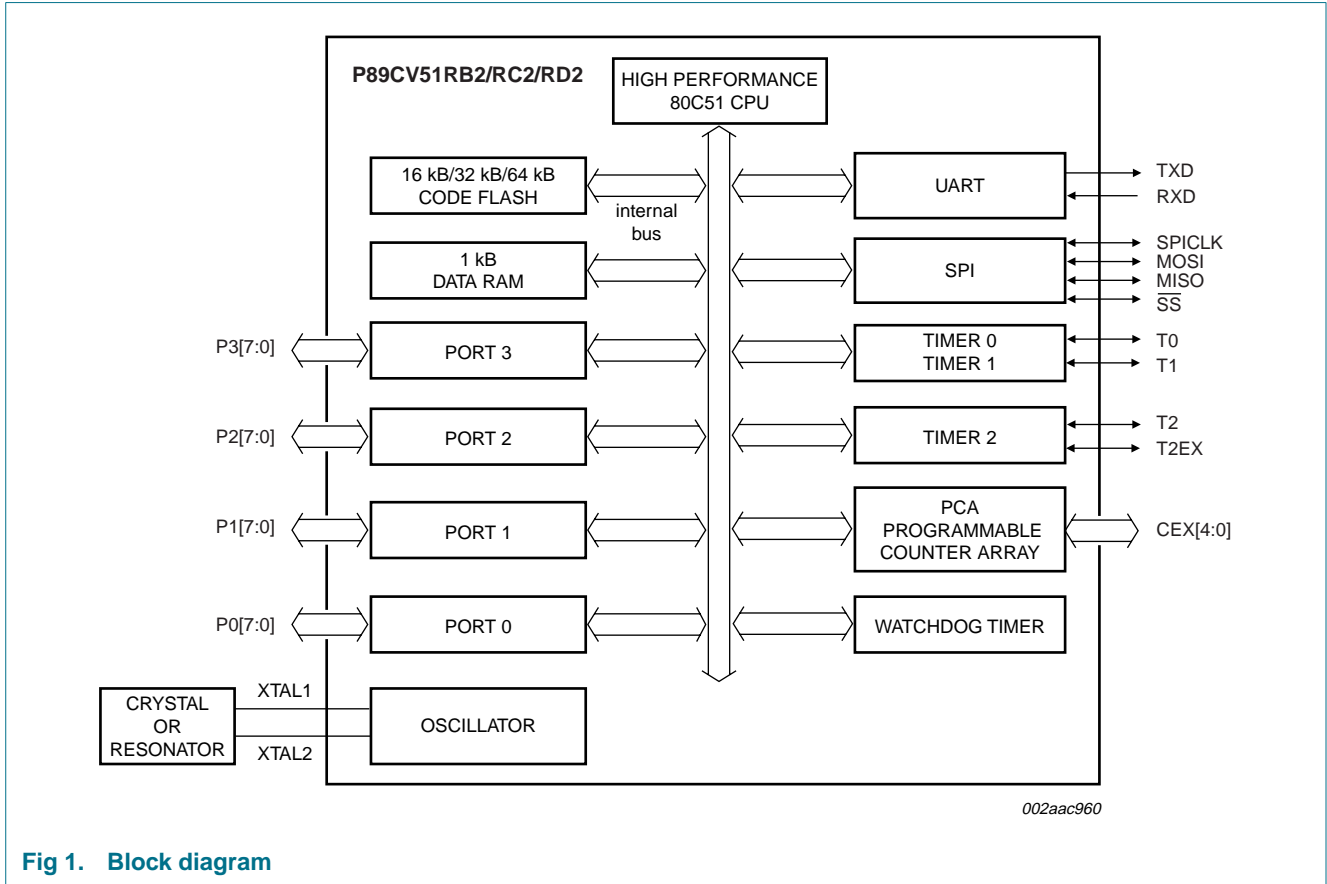 P89CV51RB2/RC2/RD2
HIGH PERFORMANCE
80C51 CPU
16 kB/32 kB/64 kB
CODE FLASH
internal
bus
UART
TXD
RXD
1 kB
DATA RAM
SPI
SPICLK
MOSI
MISO
SS
P3[7:0]
PORT 3
TIMER 0
TIMER 1
T0
T1
P2[7:0]
PORT 2
TIMER 2
T2
T2EX
P1[7:0]
PORT 1
PCA
PROGRAMMABLE
COUNTER ARRAY
CEX[4:0]
P0[7:0]
PORT 0
WATCHDOG TIMER
CRYSTAL
OR
RESONATOR
XTAL1
XTAL2
OSCILLATOR
002aac960
Fig 1. Block diagram